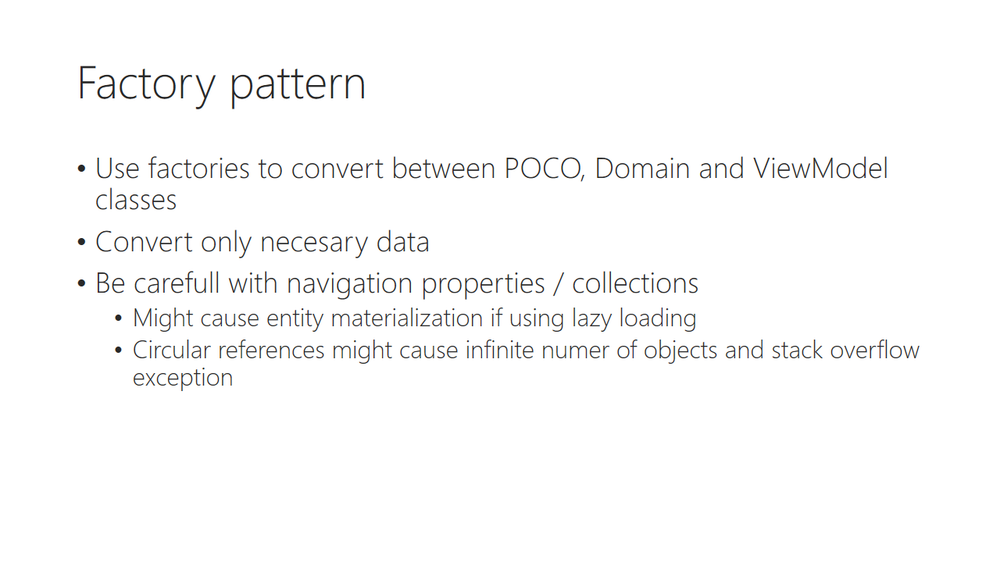 Factory pattern
• Use factories to convert between POCO, Domain and ViewModel
classes
• Convert only necesary data
• Be carefull with navigation properties / collections
• Might cause entity materialization if using lazy loading
• Circular references might cause infinite numer of objects and stack overflow
exception